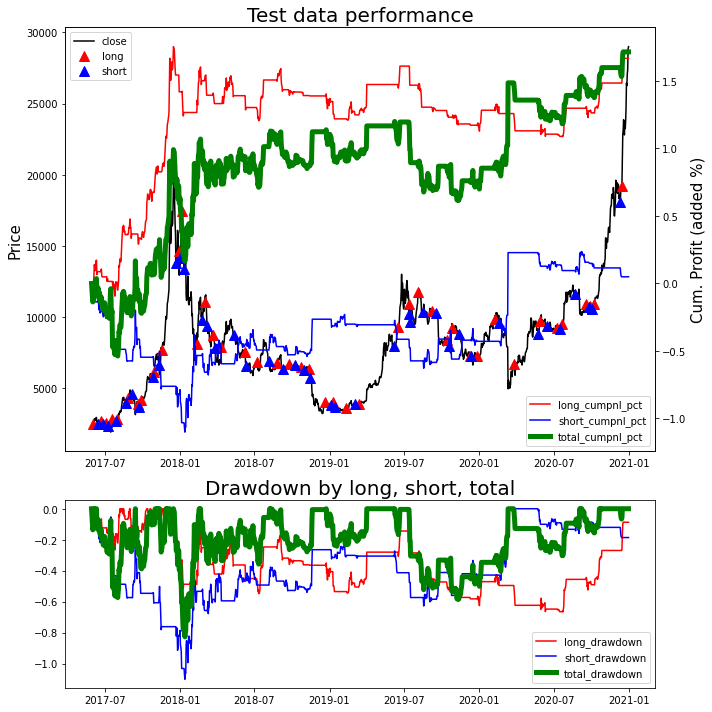 Test data performance
close
long
short
30000
25000
20000
15000
10000
5000
Price
1.5
1.0
0.5
0.0
−0.5
−1.0
Cum. Profit (added %)
long_cumpnl_pct
short_cumpnl_pct
total_cumpnl_pct
2017-07 2018-01 2018-07 2019-01 2019-07 2020-01 2020-07 2021-01
Drawdown by long, short, total
0.0
−0.2
−0.4
−0.6
−0.8
−1.0
long_drawdown
short_drawdown
total_drawdown
2017-07 2018-01 2018-07 2019-01 2019-07 2020-01 2020-07 2021-01